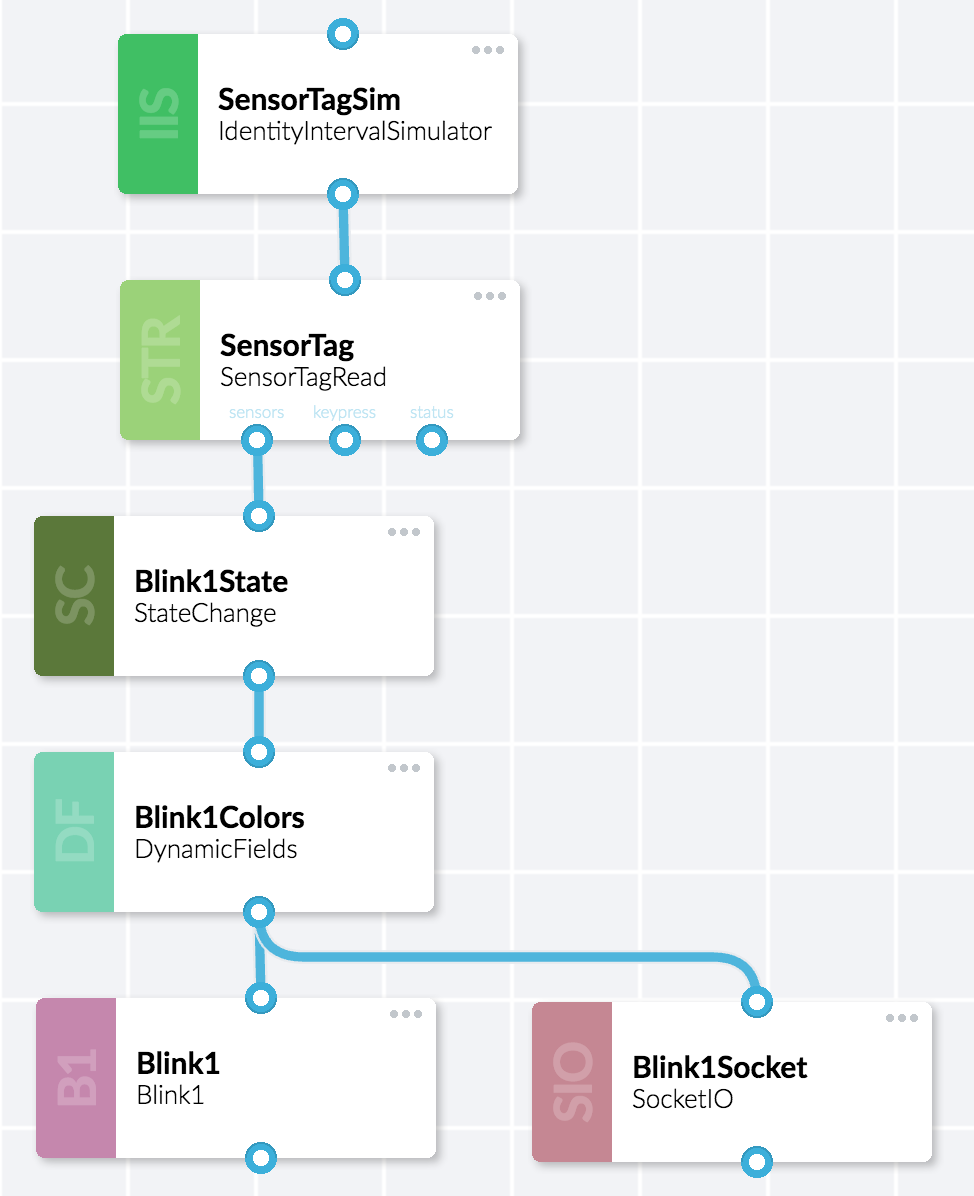 IIS
SensorTagSim
IdentityIntervalSimulator
STR
SensorTag
SensorTagRead
sensors keypress status
SC
Blink1State
StateChange
DF
Blink1Colors
DynamicFields
B1
Blink1
Blink1
SIO
Blink1Socket
SocketIO